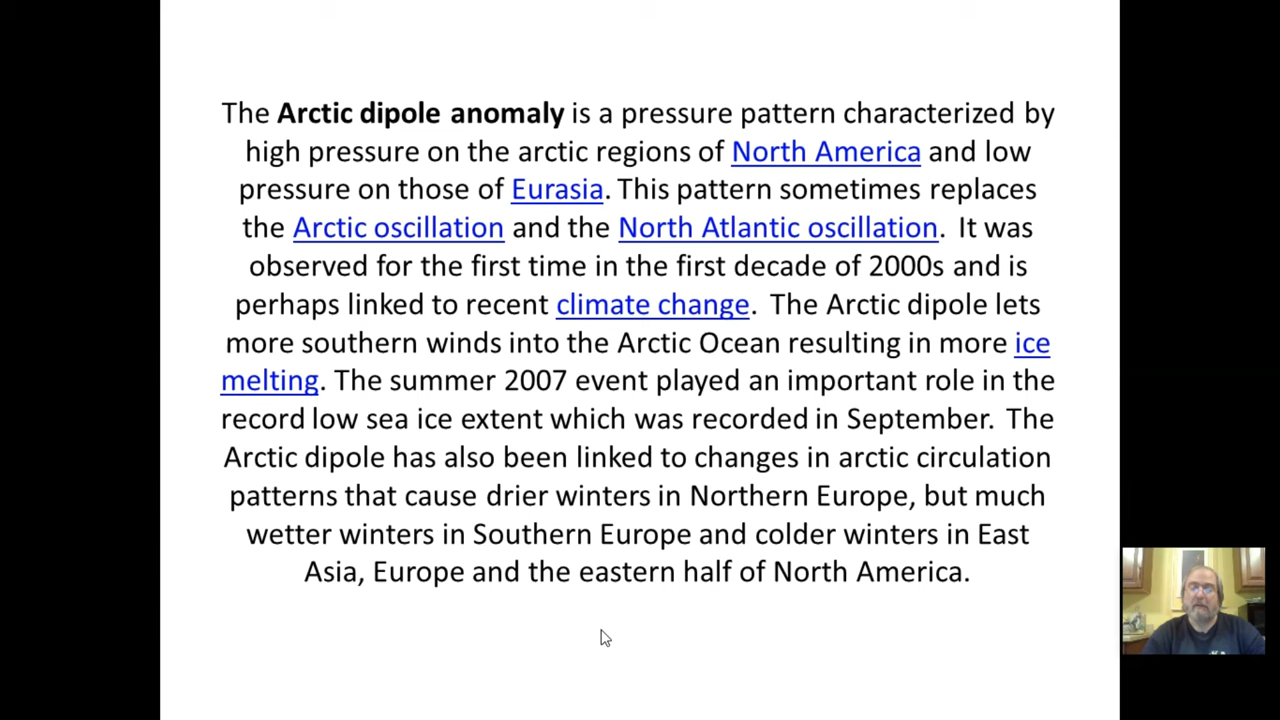 The Arctic dipole anomaly is a pressure pattern characterized by
high pressure on the arctic regions of North America and low
pressure on those of Eurasia. This pattern sometimes replaces
the Arctic oscillation and the North Atlantic oscillation.  It was
observed for the first time in the first decade of 2000s and is
perhaps linked to recent climate change.  The Arctic dipole lets
more southern winds into the Arctic Ocean resulting in more ice
melting. The summer 2007 event played an important role in the
record low sea ice extent which was recorded in September.  The
Arctic dipole has also been linked to changes in arctic circulation
patterns that cause drier winters in Northern Europe, but much
wetter winters in Southern Europe and colder winters in East
Asia, Europe and the eastern half of North America.